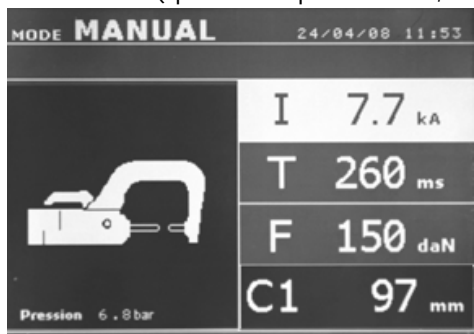 MODE MANUAL 24/04/08 11:53
I 7.7 kA
T 260 ms
F 150 daN
C1 97 mm
Pression 6.8bar